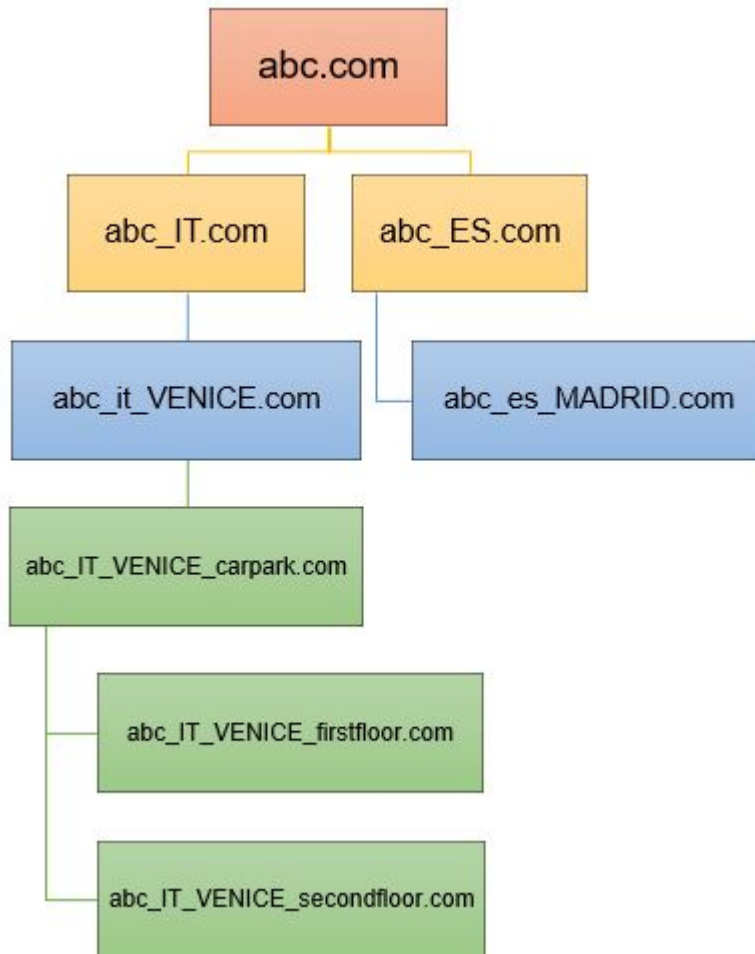 abc.com
abc_IT.com
abc_ES.com
abc_it_VENICE.com
abc_es_MADRID.com
abc_IT_VENICE_carpark.com
abc_IT_VENICE_firstfloor.com
abc_IT_VENICE_secondfloor.com